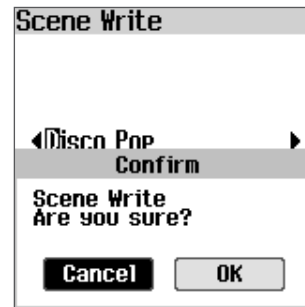 Scene Write
Disco Pop
Confirm
Scene Write
Are you sure?
Cancel
OK